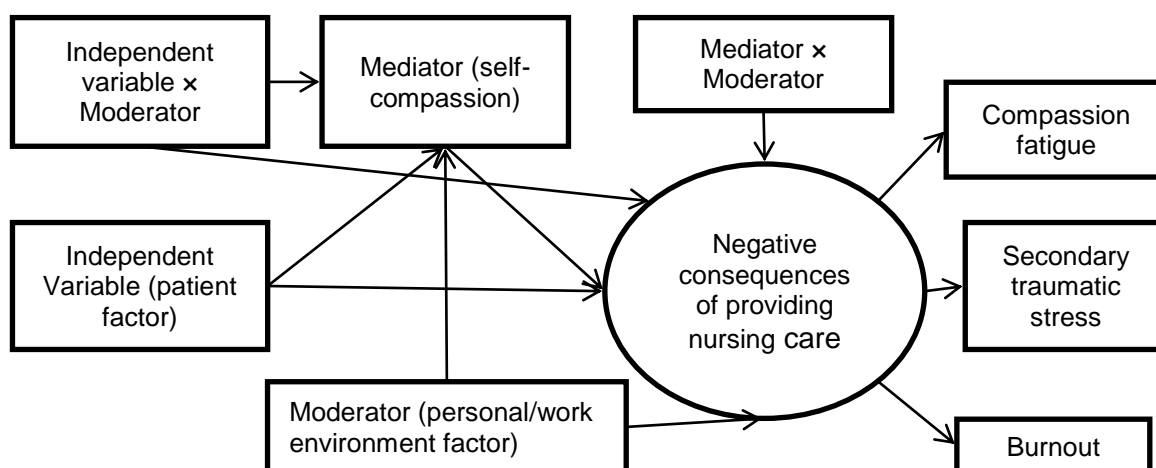 Independent
variable × 
Moderator
Mediator (self-
compassion)
Mediator ×
Moderator
Compassion
fatigue
Independent
Variable (patient
factor)
Negative
consequences
of providing
nursing care
Secondary
traumatic
stress
Moderator (personal/work
environment factor)
Burnout